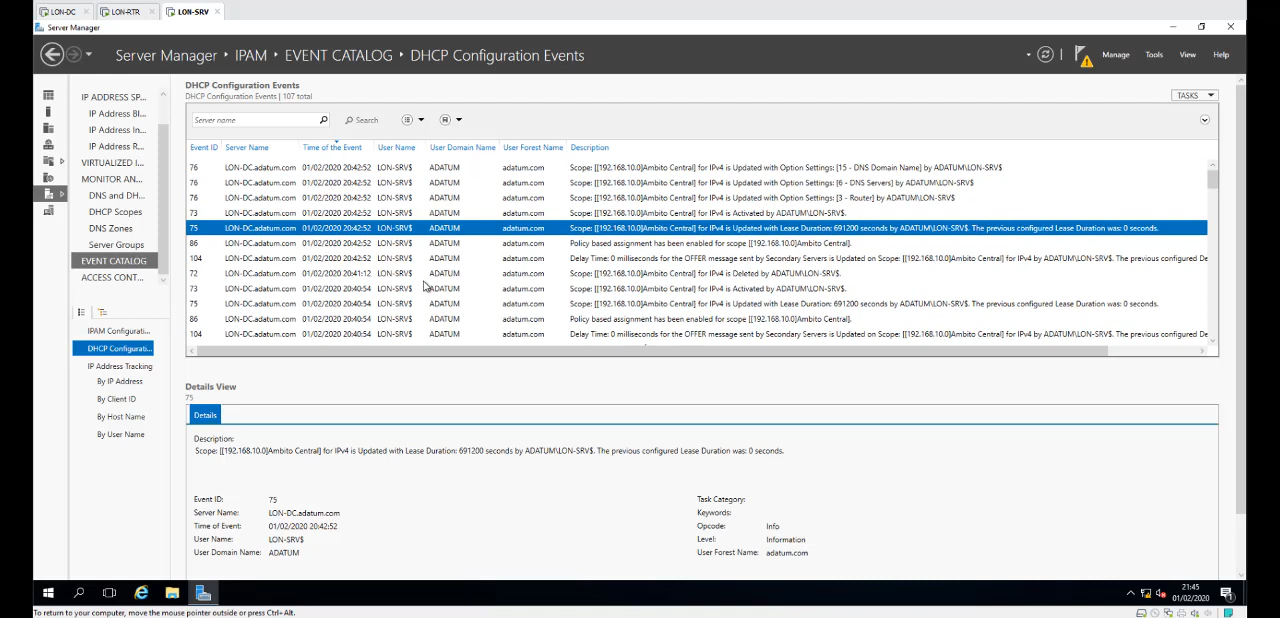 LON-DC × LON-RTR × LON-SRV ×
Server Manager
Server Manager ‣ IPAM ‣ EVENT CATALOG ‣ DHCP Configuration Events
Manage Tools View Help
IP ADDRESS SP...
IP Address Bl...
IP Address In...
IP Address R...
VIRTUALIZED I...
MONITOR AN...
DNS and DH...
DHCP Scopes
DNS Zones
Server Groups
EVENT CATALOG
ACCESS CONT...
IPAM Configurati...
DHCP Configurati...
IP Address Tracking
By IP Address
By Client ID
By Host Name
By User Name
DHCP Configuration Events
DHCP Configuration Events | 107 total
TASKS
Server name
Search
Event ID Server Name Time of the Event User Name User Domain Name User Forest Name Description
76 LON-DC.adatum.com 01/02/2020 20:42:52 LON-SRV$ ADATUM adatum.com Scope: [[192.168.10.0]Ambito Central] for IPv4 is Updated with Option Settings: [15 - DNS Domain Name] by ADATUM\LON-SRV$
76 LON-DC.adatum.com 01/02/2020 20:42:52 LON-SRV$ ADATUM adatum.com Scope: [[192.168.10.0]Ambito Central] for IPv4 is Updated with Option Settings: [6 - DNS Servers] by ADATUM\LON-SRV$
76 LON-DC.adatum.com 01/02/2020 20:42:52 LON-SRV$ ADATUM adatum.com Scope: [[192.168.10.0]Ambito Central] for IPv4 is Updated with Option Settings: [3 - Router] by ADATUM\LON-SRV$
73 LON-DC.adatum.com 01/02/2020 20:42:52 LON-SRV$ ADATUM adatum.com Scope: [[192.168.10.0]Ambito Central] for IPv4 is Activated by ADATUM\LON-SRV$.
75 LON-DC.adatum.com 01/02/2020 20:42:52 LON-SRV$ ADATUM adatum.com Scope: [[192.168.10.0]Ambito Central] for IPv4 is Updated with Lease Duration: 691200 seconds by ADATUM\LON-SRV$. The previous configured Lease Duration was: 0 seconds.
86 LON-DC.adatum.com 01/02/2020 20:42:52 LON-SRV$ ADATUM adatum.com Policy based assignment has been enabled for scope [[192.168.10.0]Ambito Central].
104 LON-DC.adatum.com 01/02/2020 20:42:52 LON-SRV$ ADATUM adatum.com Delay Time: 0 milliseconds for the OFFER message sent by Secondary Servers is Updated on Scope: [[192.168.10.0]Ambito Central] for IPv4 by ADATUM\LON-SRV$. The previous configured De
72 LON-DC.adatum.com 01/02/2020 20:41:12 LON-SRV$ ADATUM adatum.com Scope: [[192.168.10.0]Ambito Central] for IPv4 is Deleted by ADATUM\LON-SRV$.
73 LON-DC.adatum.com 01/02/2020 20:40:54 LON-SRV$ ADATUM adatum.com Scope: [[192.168.10.0]Ambito Central] for IPv4 is Activated by ADATUM\LON-SRV$.
75 LON-DC.adatum.com 01/02/2020 20:40:54 LON-SRV$ ADATUM adatum.com Scope: [[192.168.10.0]Ambito Central] for IPv4 is Updated with Lease Duration: 691200 seconds by ADATUM\LON-SRV$. The previous configured Lease Duration was: 0 seconds.
86 LON-DC.adatum.com 01/02/2020 20:40:54 LON-SRV$ ADATUM adatum.com Policy based assignment has been enabled for scope [[192.168.10.0]Ambito Central].
104 LON-DC.adatum.com 01/02/2020 20:40:54 LON-SRV$ ADATUM adatum.com Delay Time: 0 milliseconds for the OFFER message sent by Secondary Servers is Updated on Scope: [[192.168.10.0]Ambito Central] for IPv4 by ADATUM\LON-SRV$. The previous configured De
Details View
75
Details
Description:
Scope: [[192.168.10.0]Ambito Central] for IPv4 is Updated with Lease Duration: 691200 seconds by ADATUM\LON-SRV$. The previous configured Lease Duration was: 0 seconds.
Event ID: 75 Task Category:
Server Name: LON-DC.adatum.com Keywords:
Time of Event: 01/02/2020 20:42:52 Opcode: Info
User Name: LON-SRV$ Level: Information
User Domain Name: ADATUM User Forest Name: adatum.com
21:45
01/02/2020
To return to your computer, move the mouse pointer outside or press Ctrl+Alt.